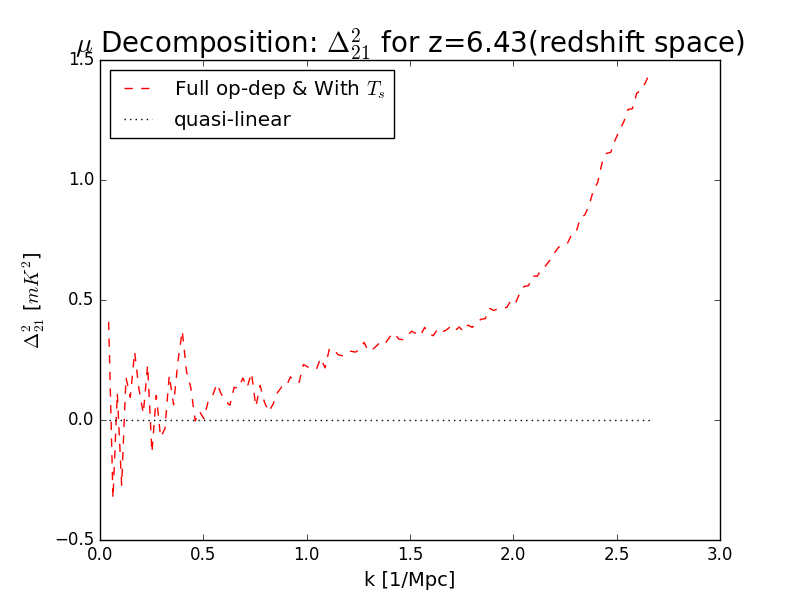 μ Decomposition: Δ²₂₁ for z=6.43(redshift space)
1.5
Full op-dep & With Tₛ
quasi-linear
1.0
0.5
0.0
−0.5
Δ²₂₁ [mK²]
0.0 0.5 1.0 1.5 2.0 2.5 3.0
k [1/Mpc]